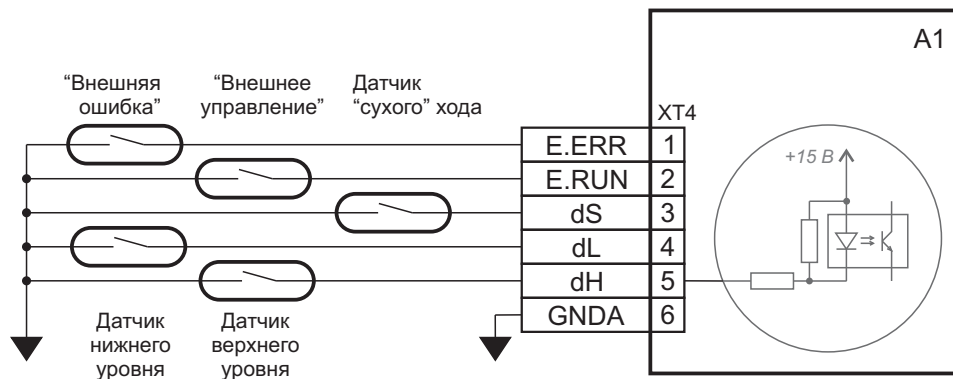 A1
“Внешняя
ошибка”
“Внешнее
управление”
Датчик
“сухого” хода
XT4
E.ERR 1
E.RUN 2
dS 3
dL 4
dH 5
GNDA 6
+15 В
Датчик
нижнего
уровня
Датчик
верхнего
уровня